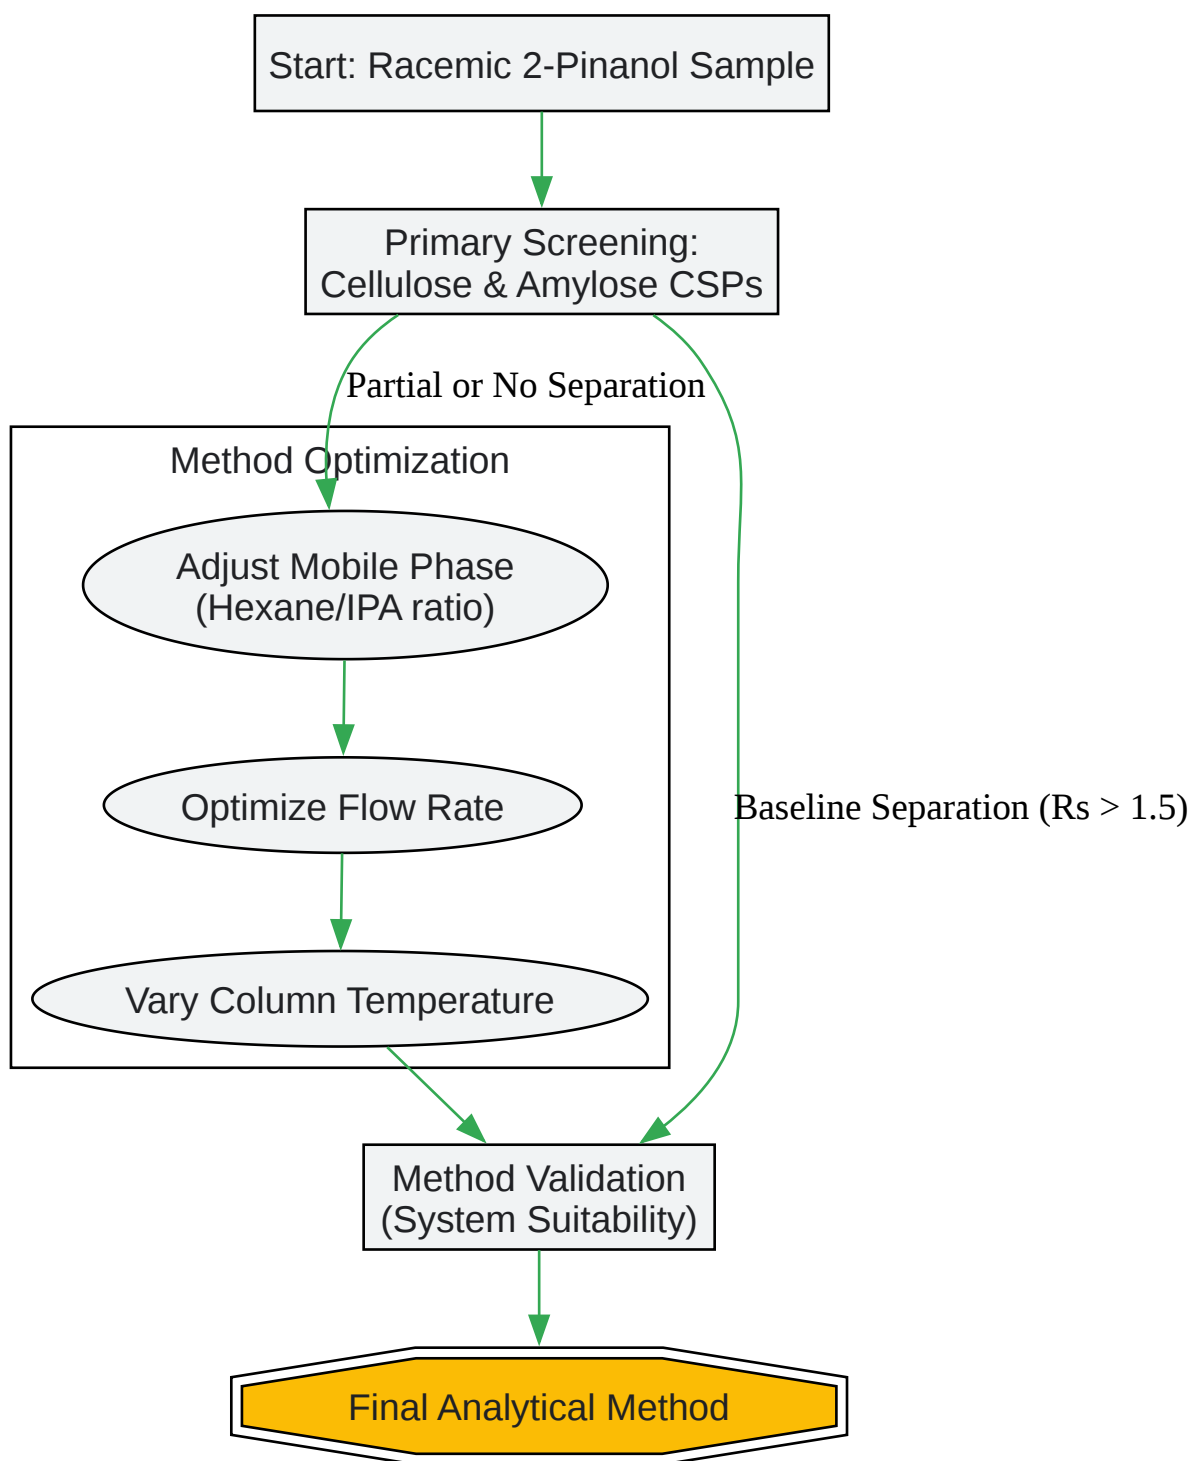 Start: Racemic 2-Pinanol Sample
Primary Screening:
Cellulose & Amylose CSPs
Partial or No Separation
Method Optimization
Adjust Mobile Phase
(Hexane/IPA ratio)
Optimize Flow Rate
Baseline Separation (Rs > 1.5)
Vary Column Temperature
Method Validation
(System Suitability)
Final Analytical Method